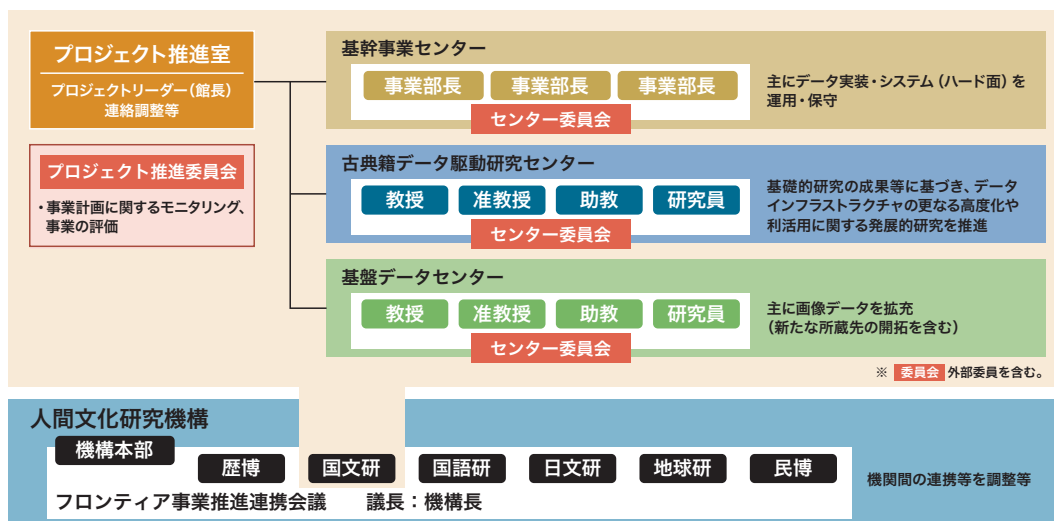 プロジェクト推進室
プロジェクトリーダー（館長）
連絡調整等
プロジェクト推進委員会
・事業計画に関するモニタリング、
事業の評価
基幹事業センター
事業部長 事業部長 事業部長
センター委員会
主にデータ実装・システム（ハード面）を
運用・保守
古典籍データ駆動研究センター
教授 准教授 助教 研究員
センター委員会
基礎的研究の成果等に基づき、データ
インフラストラクチャの更なる高度化や
利活用に関する発展的研究を推進
基盤データセンター
教授 准教授 助教 研究員
センター委員会
主に画像データを拡充
（新たな所蔵先の開拓を含む）
※ 委員会 外部委員を含む。
人間文化研究機構
機構本部
歴博 国文研 国語研 日文研 地球研 民博
フロンティア事業推進連携会議 議長：機構長
機関間の連携等を調整等